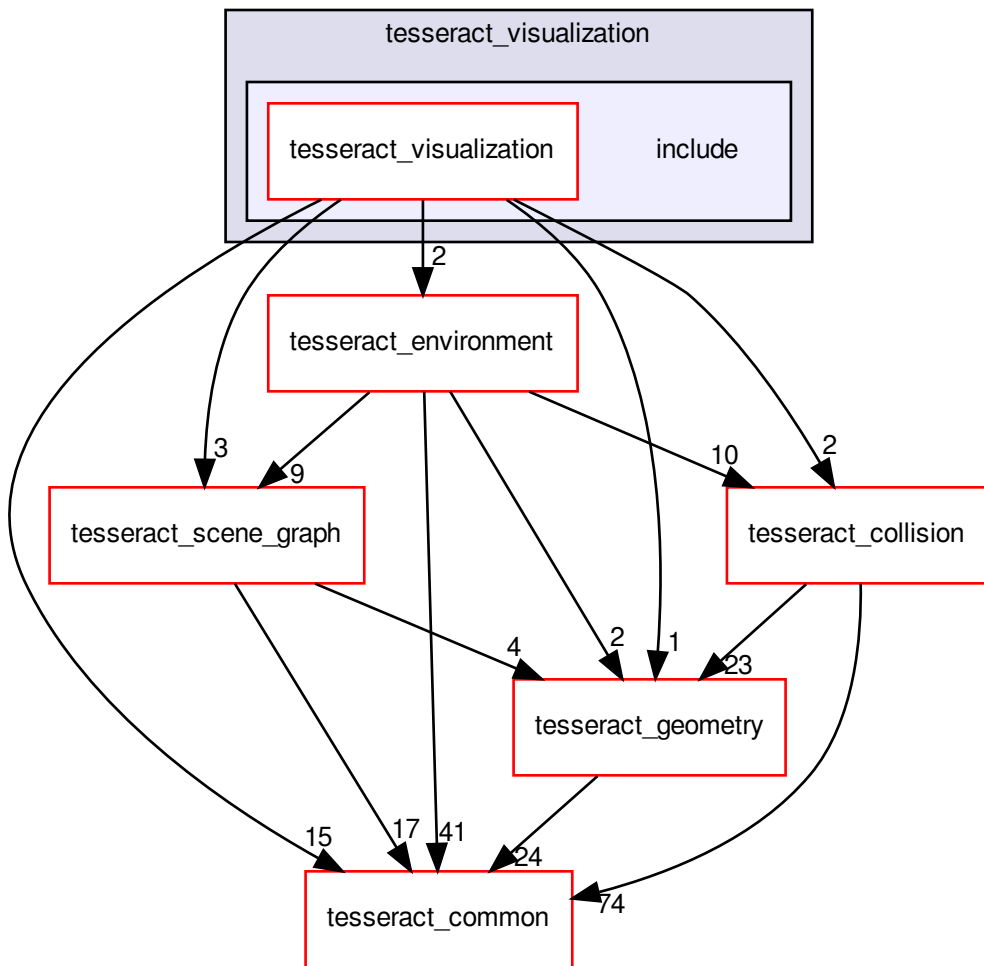 tesseract_visualization
tesseract_visualization
include
2
tesseract_environment
3
9
10
2
tesseract_scene_graph
tesseract_collision
4
2
1
23
tesseract_geometry
15
17
41
24
74
tesseract_common